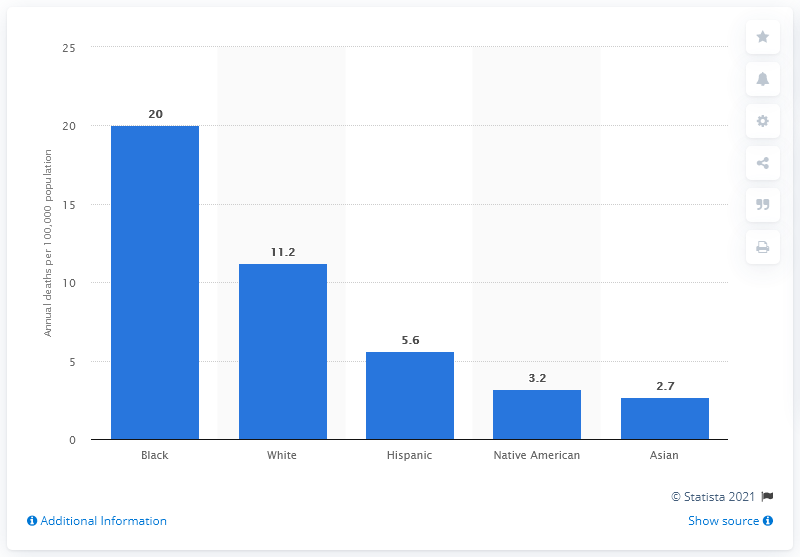 25
20
15
10
5
0
Annual deaths per 100,000 population
20
11.2
5.6
3.2
2.7
Black
White
Hispanic
Native American
Asian
© Statista 2021
Additional Information
Show source